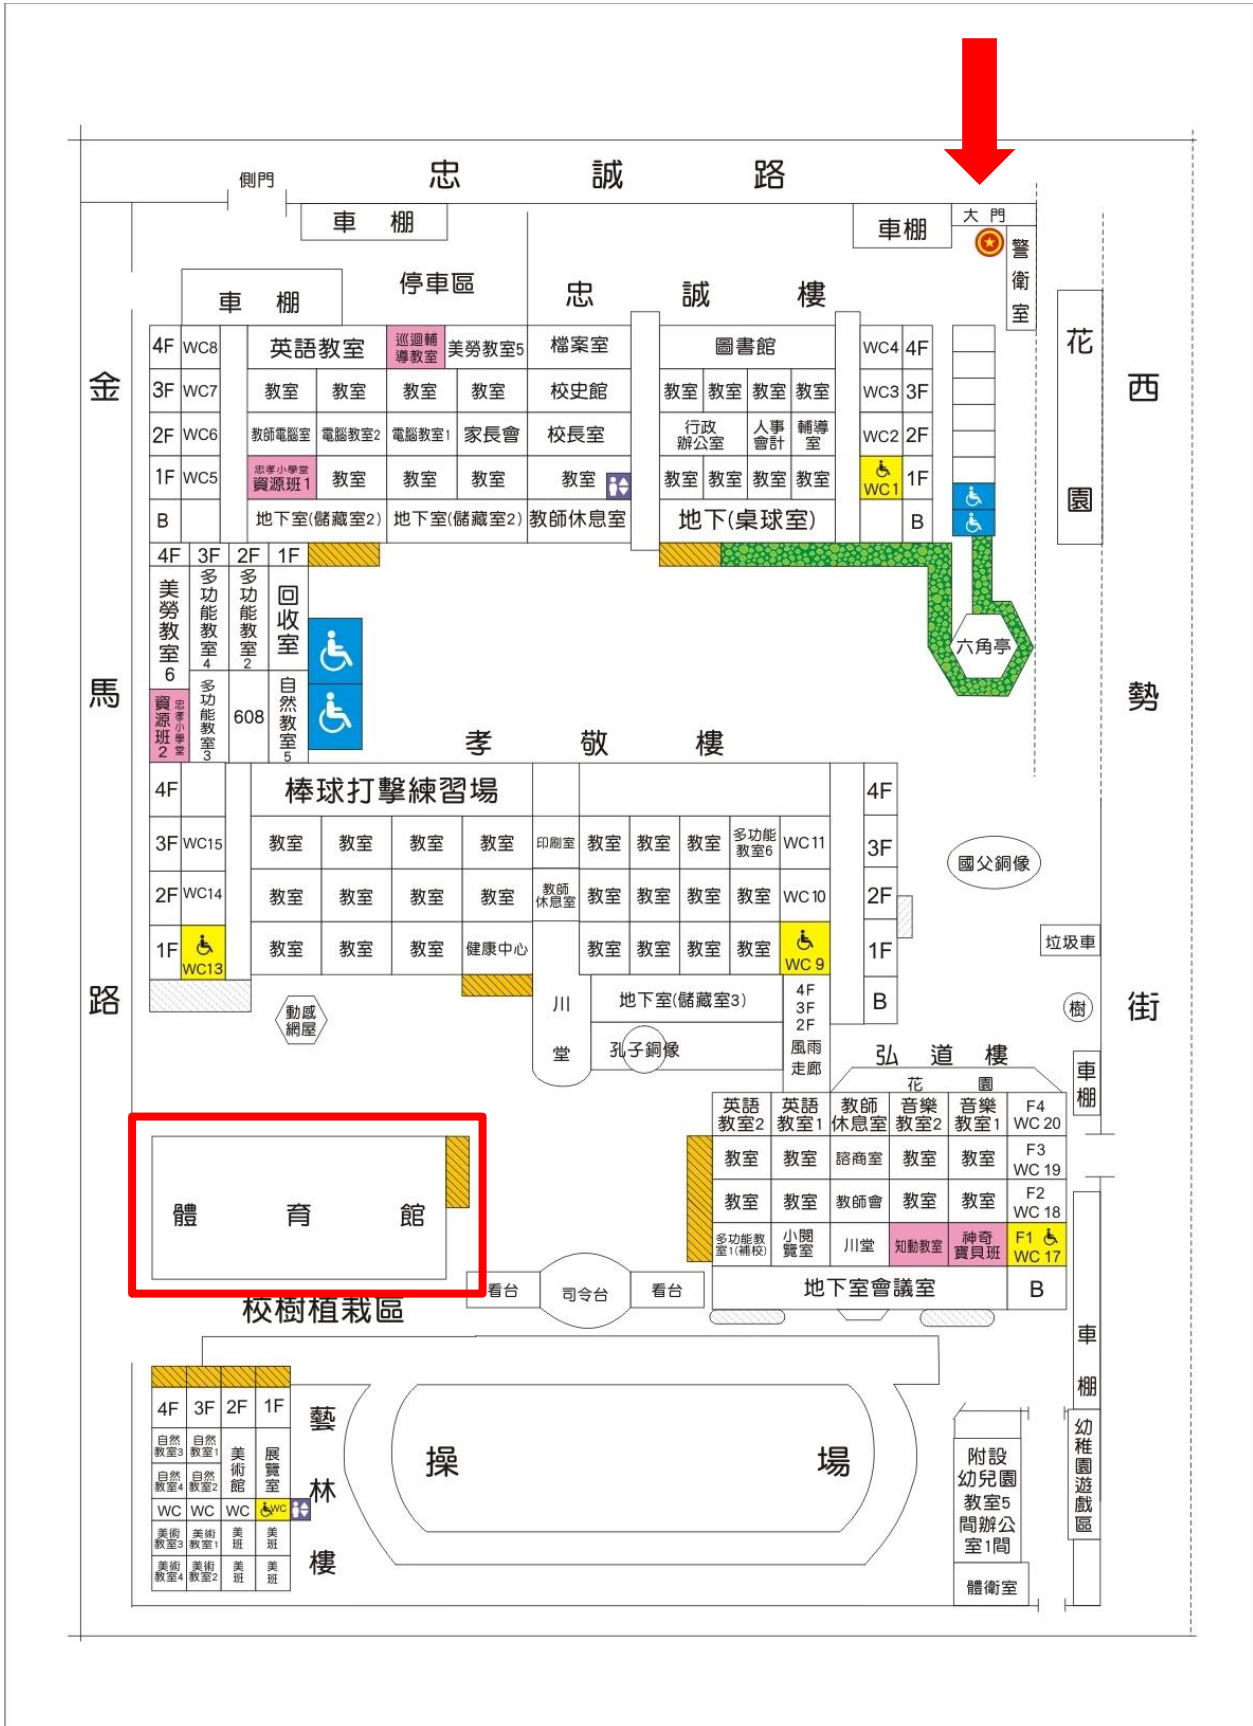 忠誠路
側門
大門
車棚
車棚
警衛室
車棚
停車區
忠誠樓
花園
金馬路
西勢街
4F WC8 英語教室 巡迴輔導教室 美勞教室5 檔案室 圖書館 WC4 4F
3F WC7 教室 教室 教室 教室 校史館 教室 教室 教室 教室 WC3 3F
2F WC6 教師電腦室 電腦教室2 電腦教室1 家長會 校長室 行政辦公室 人事會計 輔導室 WC2 2F
1F WC5 忠孝小學堂 資源班1 教室 教室 教室 教室 教室 教室 教室 教室 WC1 1F
B 地下室(儲藏室2) 地下室(儲藏室2) 教師休息室 地下(桌球室) B
4F 3F 2F 1F
美勞教室6
多功能教室4
多功能教室2
回收室
資源班2 忠孝小學堂
多功能教室3
608
自然教室5
六角亭
孝敬樓
4F 棒球打擊練習場 4F
3F WC15 教室 教室 教室 教室 印刷室 教室 教室 教室 多功能教室6 WC11 3F
2F WC14 教室 教室 教室 教室 教師休息室 教室 教室 教室 教室 WC10 2F
1F WC13 教室 教室 教室 健康中心 教室 教室 教室 教室 WC 9 1F
國父銅像
垃圾車
樹
動感網屋
川堂
地下室(儲藏室3)
孔子銅像
4F
3F
2F
風雨
走廊
B
弘道樓
花園
車棚
英語教室2 英語教室1 教師休息室 音樂教室2 音樂教室1 F4 WC 20
教室 教室 諮商室 教室 教室 F3 WC 19
教室 教室 教師會 教室 教室 F2 WC 18
多功能教室1(補校) 小閱覽室 川堂 知動教室 神奇寶貝班 F1 WC 17
地下室會議室 B
體育館
看台 司令台 看台
校樹植栽區
車棚
4F 3F 2F 1F
藝林樓
自然教室3 自然教室1 美術館 展覽室
自然教室4 自然教室2
WC WC WC WC
美術教室3 美術教室1 美班 美班
美術教室4 美術教室2 美班 美班
操場
附設
幼兒園
教室5
間辦公
室1間
體衛室
幼稚園遊戲區